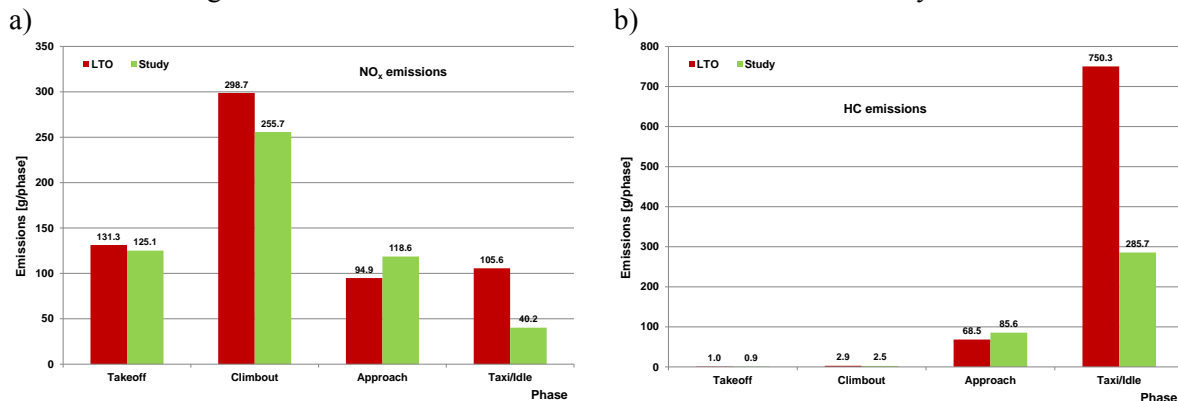 a)
350
300
250
200
150
100
50
0
Emissions [g/phase]
LTO Study
NOx emissions
131.3 125.1
298.7 255.7
94.9 118.6
105.6 40.2
Takeoff Climbout Approach Taxi/Idle
Phase
b)
800
700
600
500
400
300
200
100
0
Emissions [g/phase]
LTO Study
HC emissions
1.0 0.9
2.9 2.5
68.5 85.6
750.3 285.7
Takeoff Climbout Approach Taxi/Idle
Phase